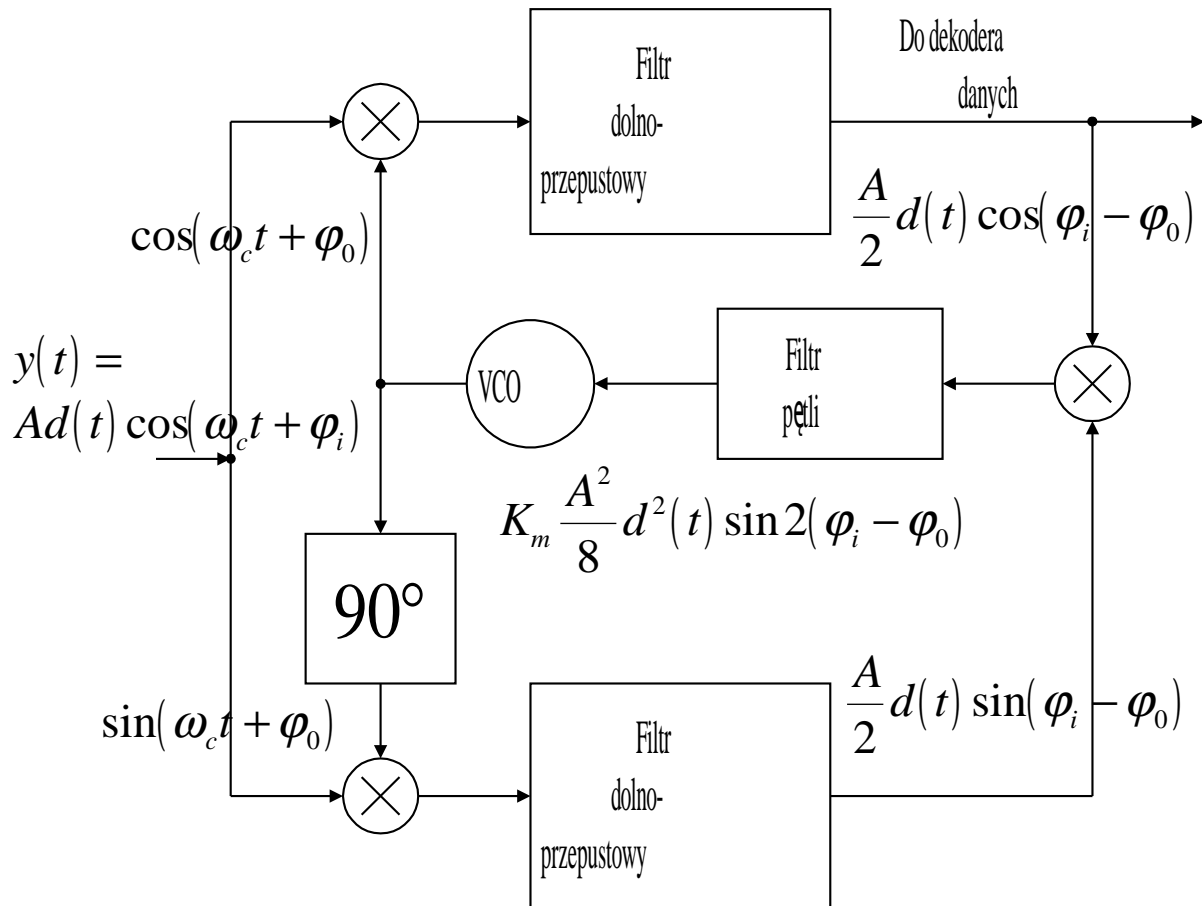 Do dekodera
danych
Filtr
dolno-
przepustowy
A/2 d(t) cos(φ_i − φ_0)
cos(ω_c t + φ_0)
y(t) =
Ad(t) cos(ω_c t + φ_i)
VCO
Filtr
pętli
K_m A²/8 d²(t) sin 2(φ_i − φ_0)
90°
sin(ω_c t + φ_0)
A/2 d(t) sin(φ_i − φ_0)
Filtr
dolno-
przepustowy